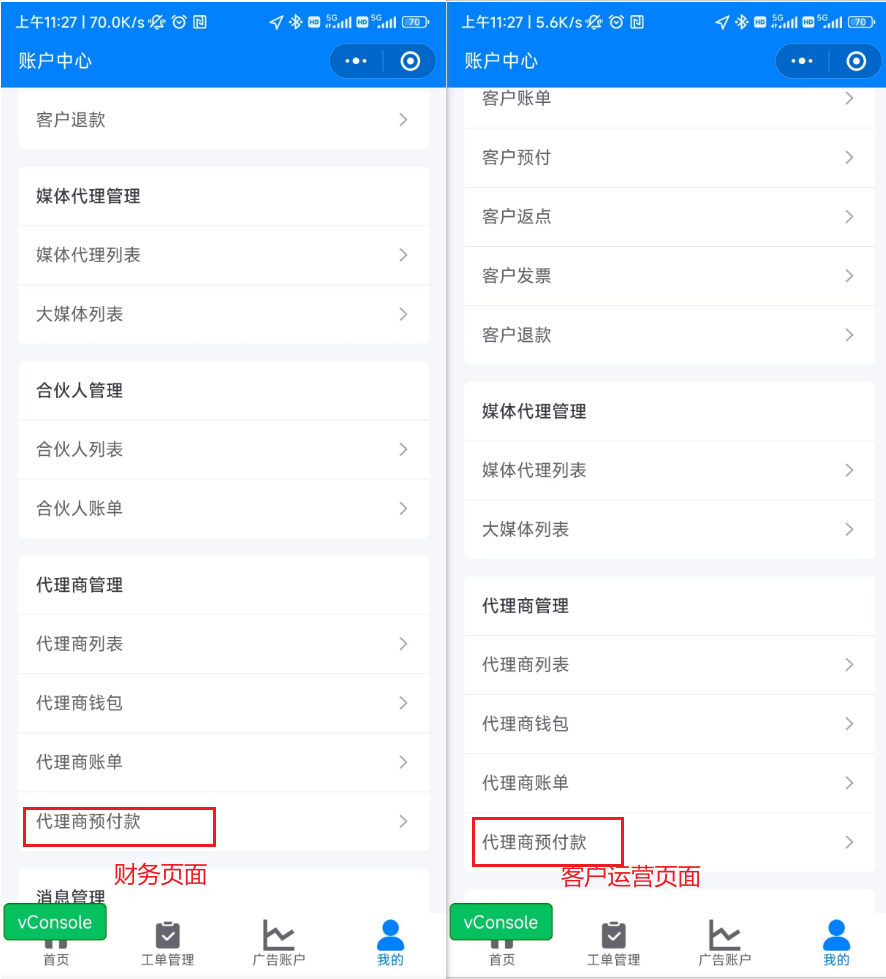 上午11:27 | 70.0K/s
HD 5G HD 5G 70
账户中心
客户退款
媒体代理管理
媒体代理列表
大媒体列表
合伙人管理
合伙人列表
合伙人账单
代理商管理
代理商列表
代理商钱包
代理商账单
代理商预付款
财务页面
消息管理
vConsole
首页
工单管理
广告账户
我的
上午11:27 | 5.6K/s
HD 5G HD 5G 70
账户中心
客户账单
客户预付
客户返点
客户发票
客户退款
媒体代理管理
媒体代理列表
大媒体列表
代理商管理
代理商列表
代理商钱包
代理商账单
代理商预付款
客户运营页面
vConsole
首页
工单管理
广告账户
我的